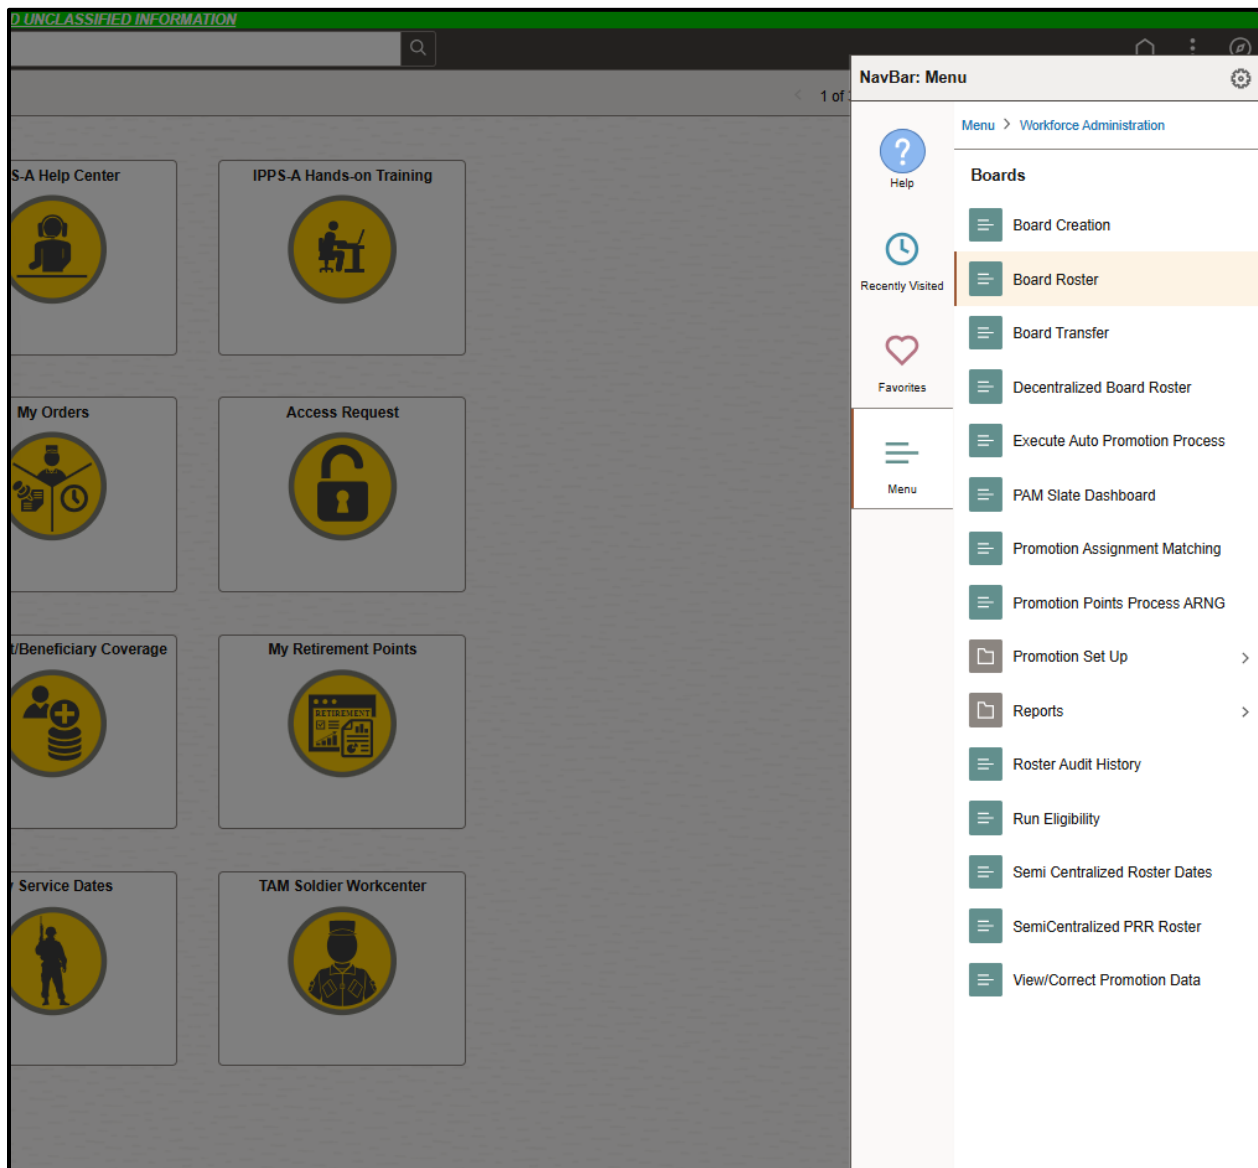 D UNCLASSIFIED INFORMATION
1 of
NavBar: Menu
Menu > Workforce Administration
Help
Recently Visited
Favorites
Menu
Boards
Board Creation
Board Roster
Board Transfer
Decentralized Board Roster
Execute Auto Promotion Process
PAM Slate Dashboard
Promotion Assignment Matching
Promotion Points Process ARNG
Promotion Set Up
Reports
Roster Audit History
Run Eligibility
Semi Centralized Roster Dates
SemiCentralized PRR Roster
View/Correct Promotion Data
S-A Help Center
IPPS-A Hands-on Training
My Orders
Access Request
t/Beneficiary Coverage
My Retirement Points
RETIREMENT
Service Dates
TAM Soldier Workcenter